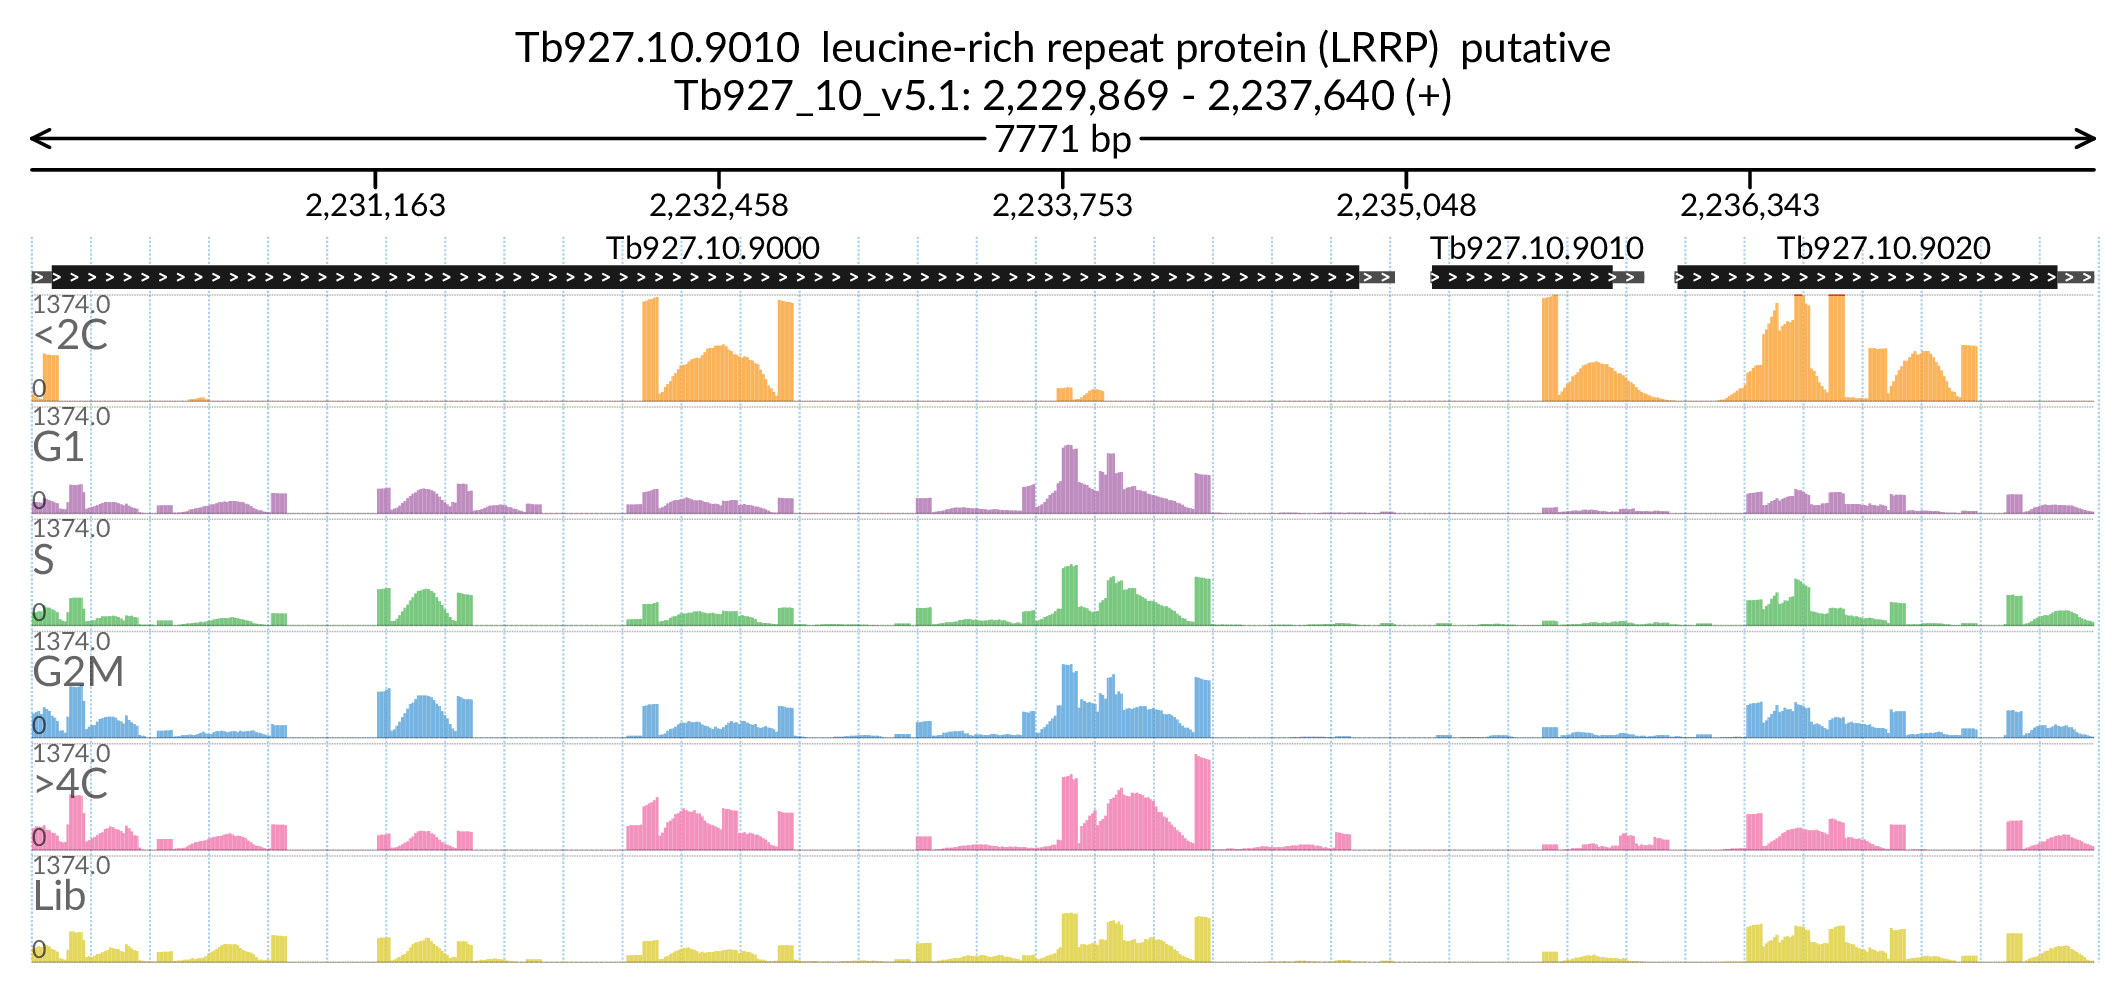 Tb927.10.9010 leucine-rich repeat protein (LRRP) putative
Tb927_10_v5.1: 2,229,869 - 2,237,640 (+)
7771 bp
2,231,163 2,232,458 2,233,753 2,235,048 2,236,343
Tb927.10.9000 Tb927.10.9010 Tb927.10.9020
1374.0
<2C
0
1374.0
G1
0
1374.0
S
0
1374.0
G2M
0
1374.0
>4C
0
1374.0
Lib
0